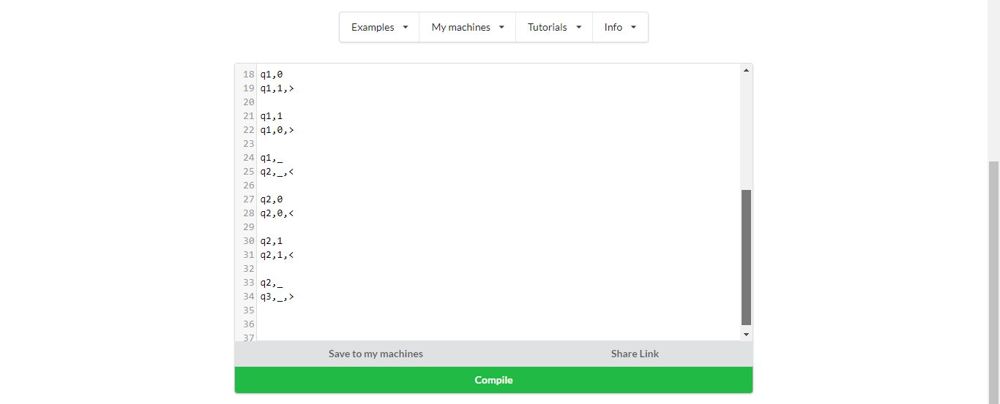 Examples My machines Tutorials Info
18 q1,0
19 q1,1,>
20
21 q1,1
22 q1,0,>
23
24 q1,_
25 q2,_,<
26
27 q2,0
28 q2,0,<
29
30 q2,1
31 q2,1,<
32
33 q2,_
34 q3,_,>
35
36
37
Save to my machines Share Link
Compile